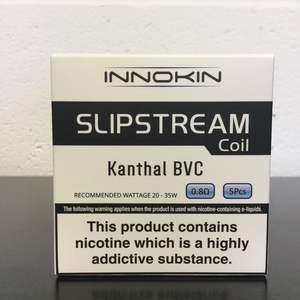 INNOKIN
SLIPSTREAM
Coil
Kanthal BVC
RECOMMENDED WATTAGE 20 - 35W 0.8Ω 5Pcs
The following warning applies when the product is used with nicotine-containing e-liquids.
This product contains
nicotine which is a highly
addictive substance.